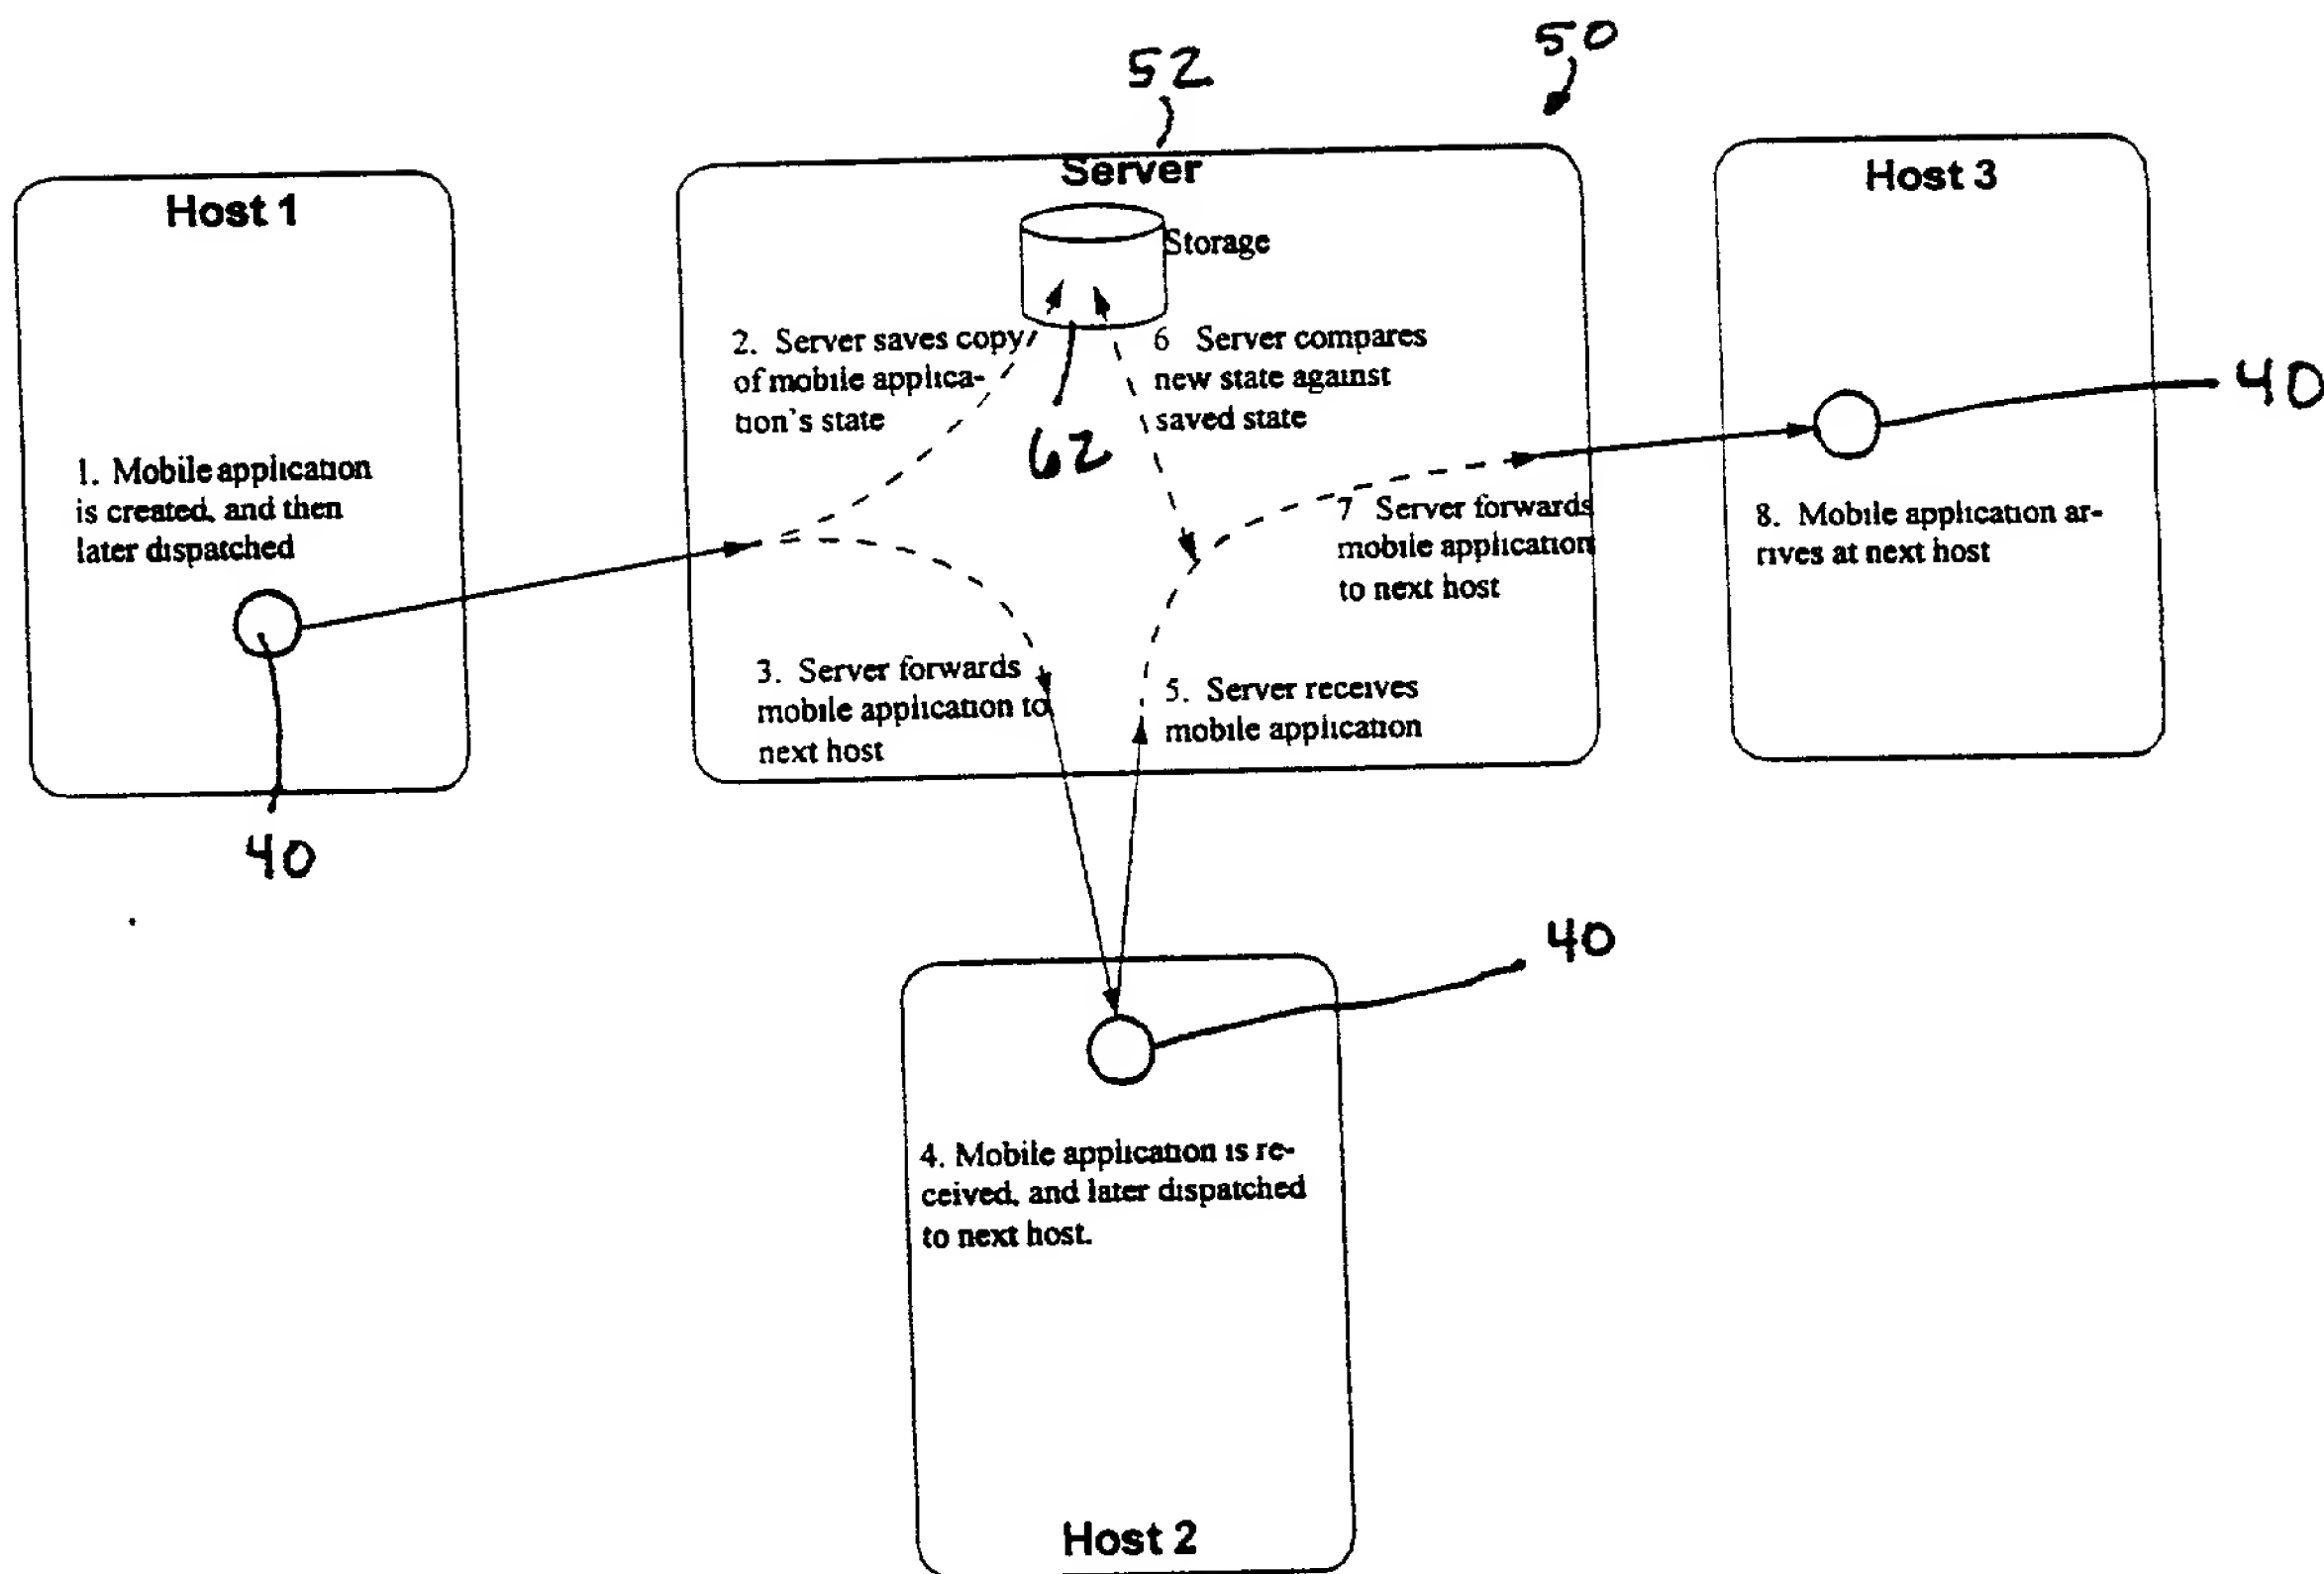 50
52
Host 1
Server
Host 3
Storage
2. Server saves copy
of mobile applica-
tion's state
6 Server compares
new state against
saved state
62
40
1. Mobile application
is created, and then
later dispatched
7 Server forwards
mobile application
to next host
8. Mobile application ar-
rives at next host
3. Server forwards
mobile application to
next host
5. Server receives
mobile application
40
40
4. Mobile application is re-
ceived, and later dispatched
to next host.
Host 2